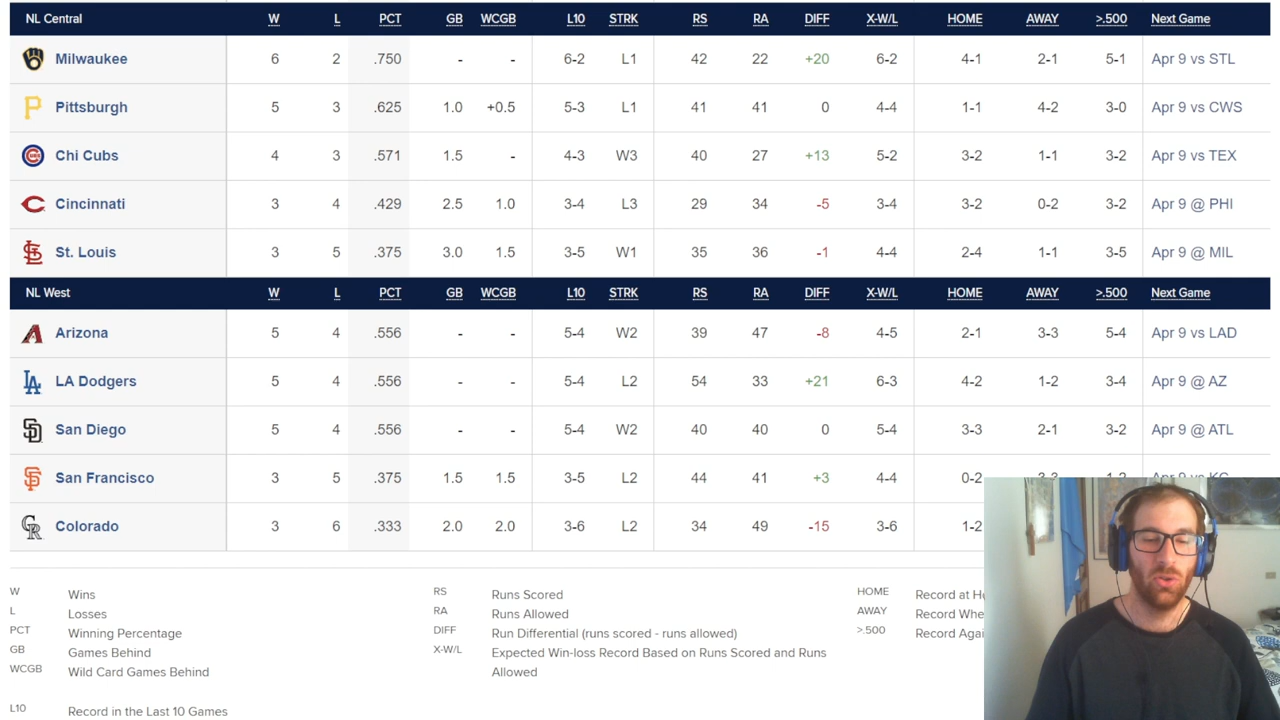 NL Central W L PCT GB WCGB L10 STRK RS RA DIFF X-W/L HOME AWAY >.500 Next Game
Milwaukee 6 2 .750 - - 6-2 L1 42 22 +20 6-2 4-1 2-1 5-1 Apr 9 vs STL
Pittsburgh 5 3 .625 1.0 +0.5 5-3 L1 41 41 0 4-4 1-1 4-2 3-0 Apr 9 vs CWS
Chi Cubs 4 3 .571 1.5 - 4-3 W3 40 27 +13 5-2 3-2 1-1 3-2 Apr 9 vs TEX
Cincinnati 3 4 .429 2.5 1.0 3-4 L3 29 34 -5 3-4 3-2 0-2 3-2 Apr 9 @ PHI
St. Louis 3 5 .375 3.0 1.5 3-5 W1 35 36 -1 4-4 2-4 1-1 3-5 Apr 9 @ MIL
NL West W L PCT GB WCGB L10 STRK RS RA DIFF X-W/L HOME AWAY >.500 Next Game
Arizona 5 4 .556 - - 5-4 W2 39 47 -8 4-5 2-1 3-3 5-4 Apr 9 vs LAD
LA Dodgers 5 4 .556 - - 5-4 L2 54 33 +21 6-3 4-2 1-2 3-4 Apr 9 @ AZ
San Diego 5 4 .556 - - 5-4 W2 40 40 0 5-4 3-3 2-1 3-2 Apr 9 @ ATL
San Francisco 3 5 .375 1.5 1.5 3-5 L2 44 41 +3 4-4 0-2 3-3 1-2 Apr 9 vs KC
Colorado 3 6 .333 2.0 2.0 3-6 L2 34 49 -15 3-6 1-2
W Wins RS Runs Scored HOME Record at
L Losses RA Runs Allowed AWAY Record
PCT Winning Percentage DIFF Run Differential (runs scored - runs allowed) >.500 Record
GB Games Behind X-W/L Expected Win-loss Record Based on Runs Scored and Runs
WCGB Wild Card Games Behind Allowed
L10 Record in the Last 10 Games